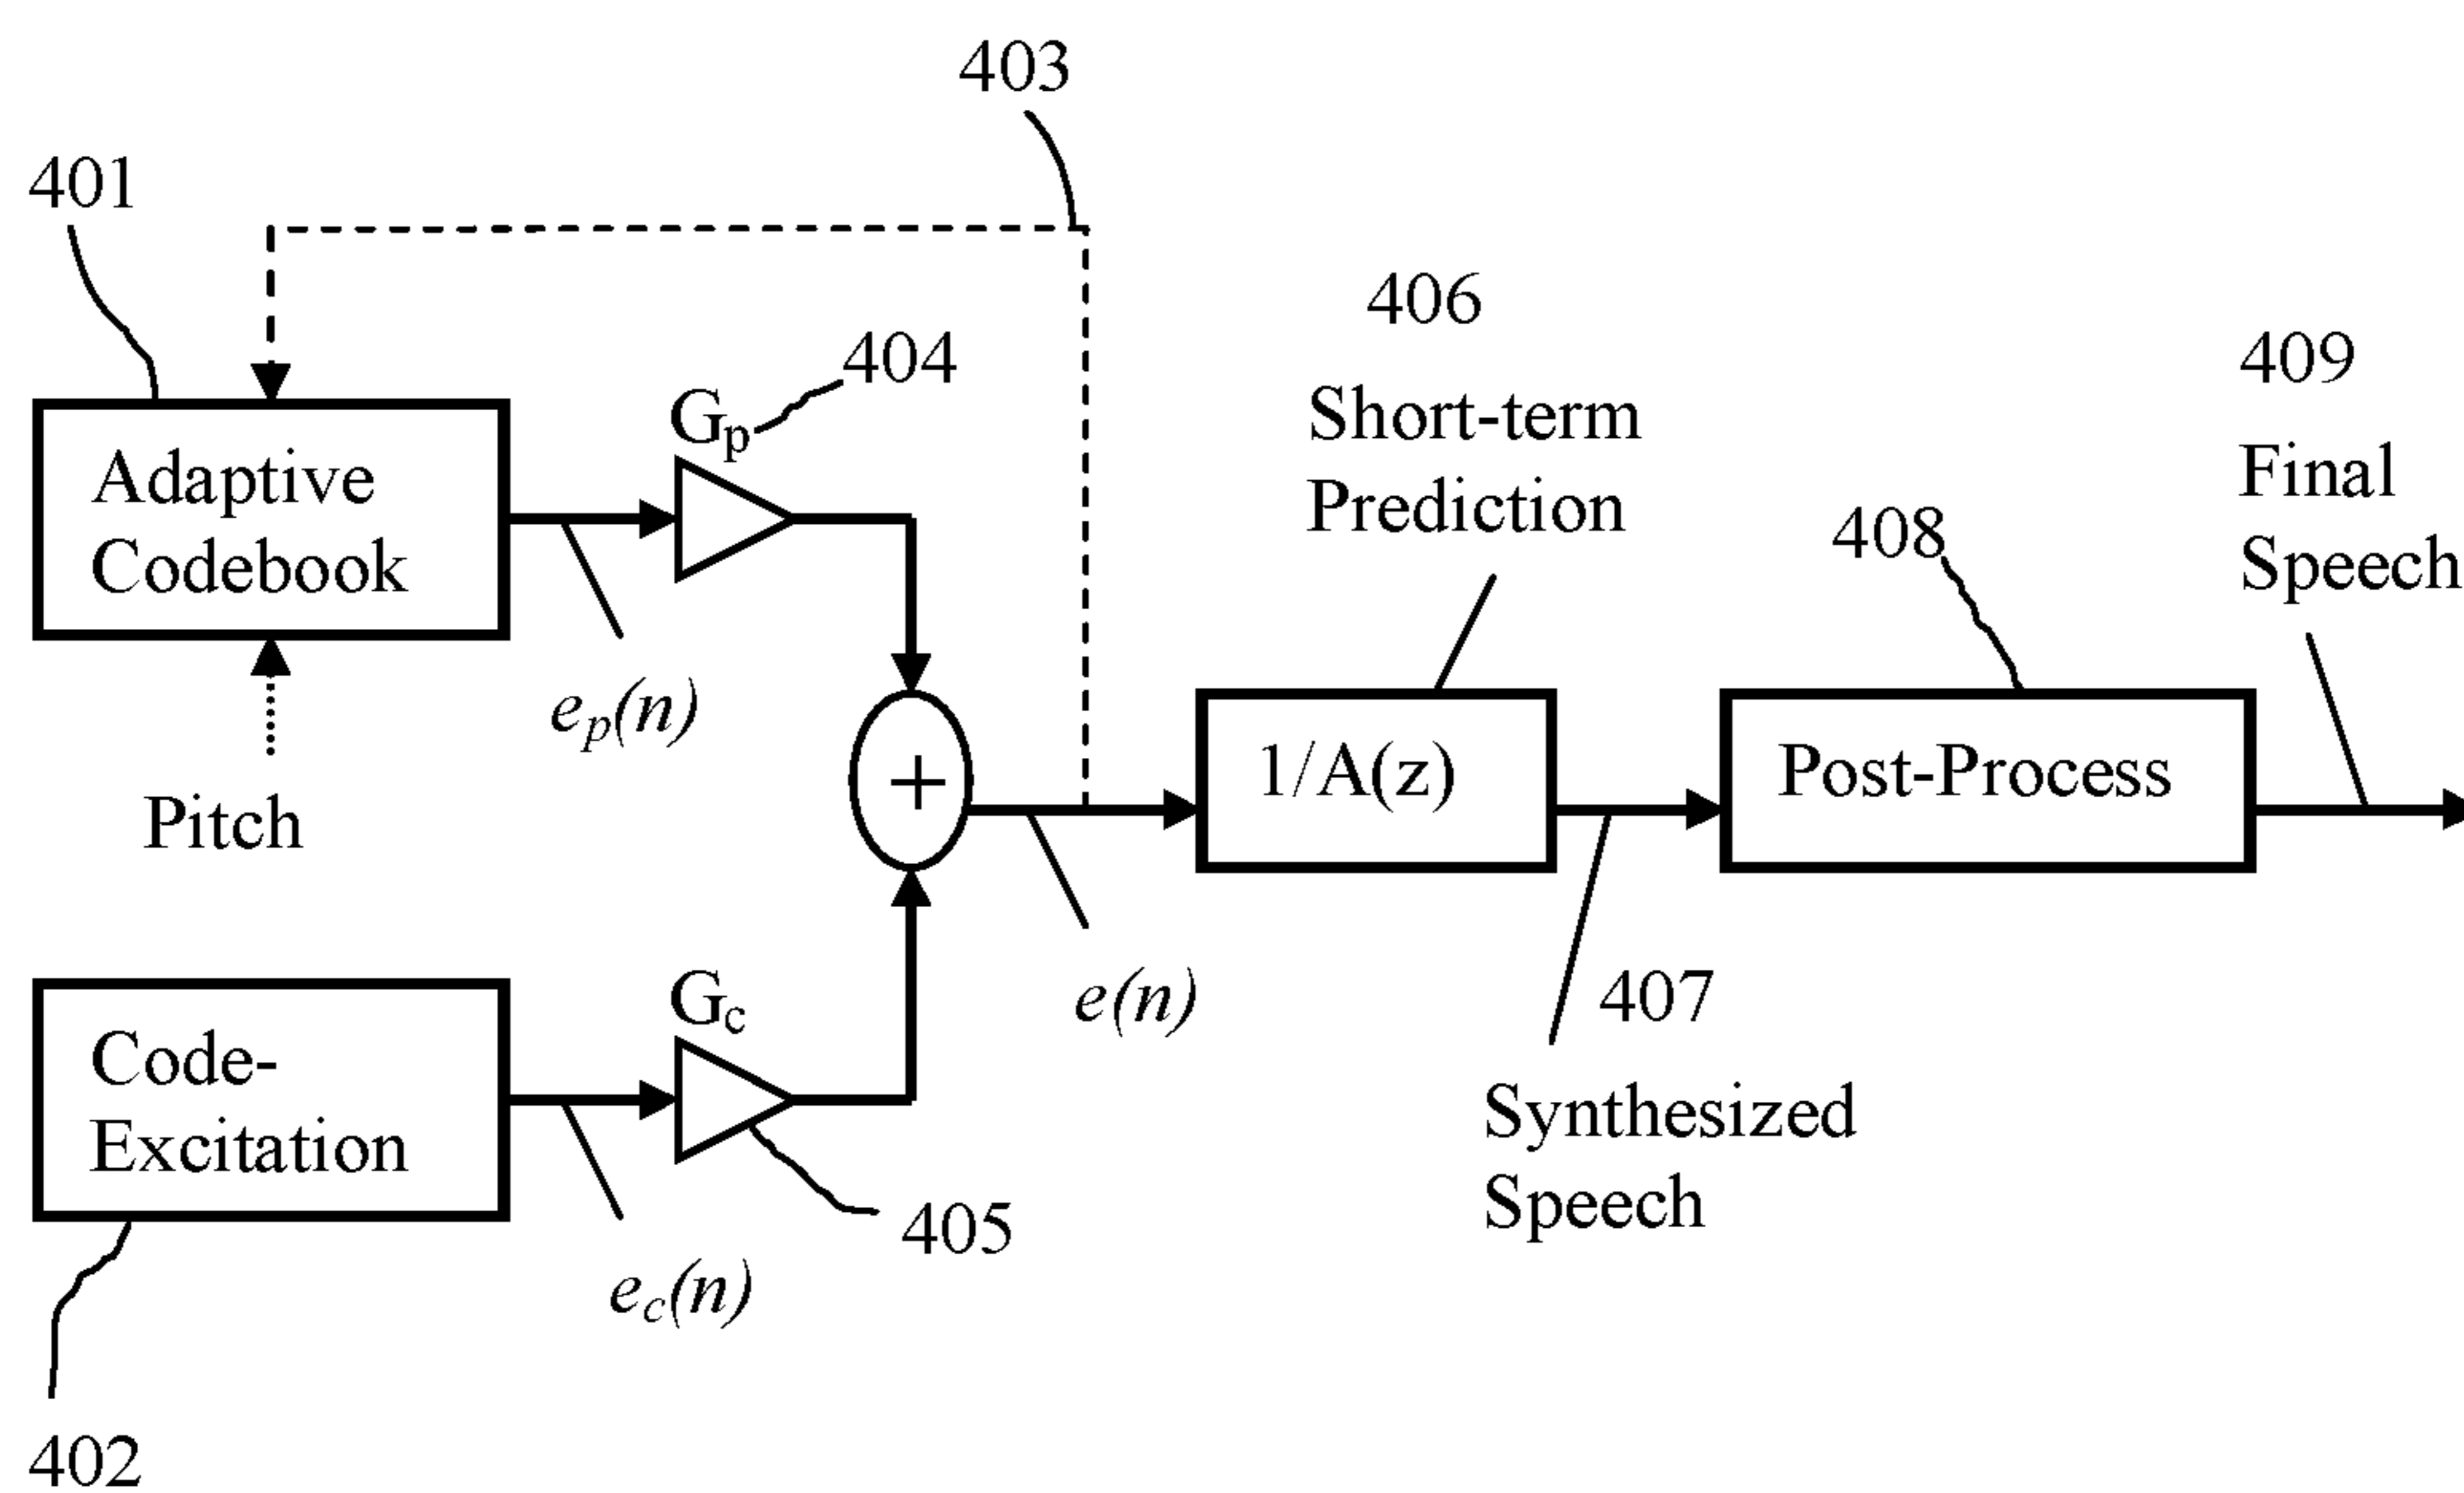 403
401
406
Short-term
Prediction
404
409
Final
Speech
Gp
408
Adaptive
Codebook
ep(n)
+
1/A(z)
Post-Process
Pitch
Gc
e(n)
407
Synthesized
Speech
Code-
Excitation
405
ec(n)
402